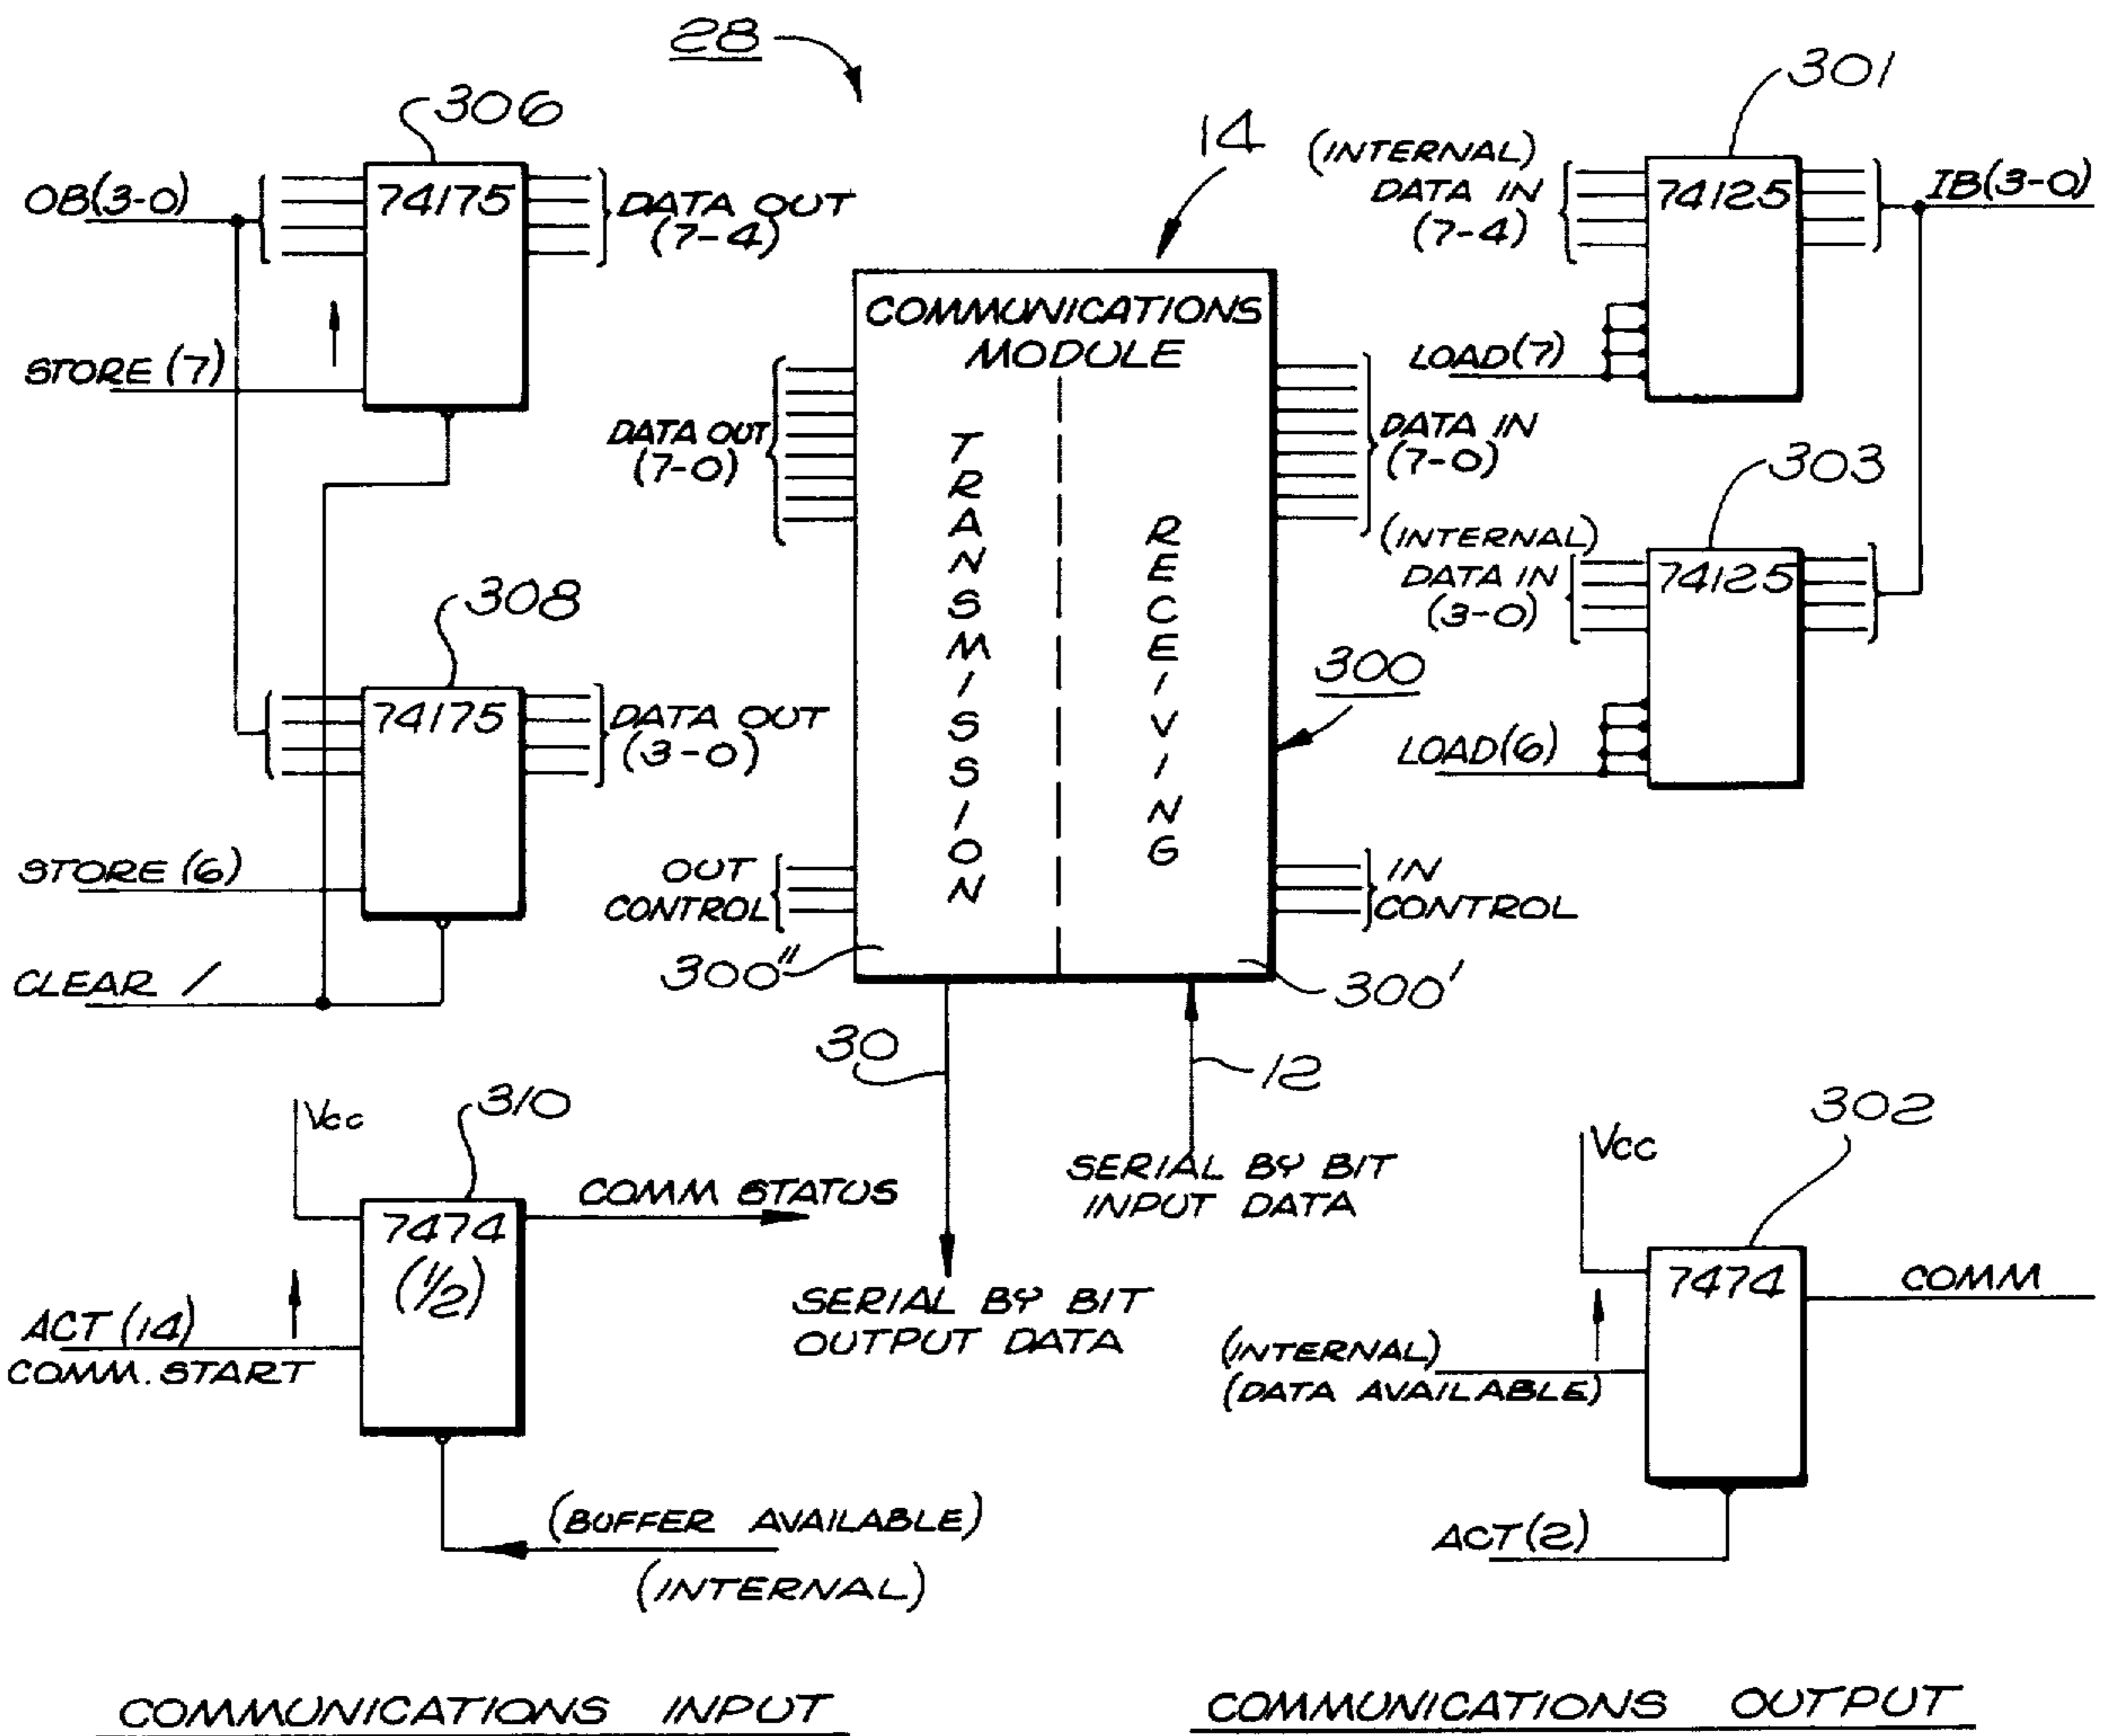 28
306
OB(3-0)
74175
DATA OUT
(7-4)
STORE (7)
308
74175
DATA OUT
(3-0)
STORE (6)
CLEAR /
14
COMMUNICATIONS
MODULE
TRANSMISSION
RECEIVING
DATA OUT
(7-0)
DATA IN
(7-0)
OUT
CONTROL
IN
CONTROL
300
300"
300'
30
12
SERIAL BY BIT
OUTPUT DATA
SERIAL BY BIT
INPUT DATA
301
(INTERNAL)
DATA IN
(7-4)
74125
IB(3-0)
LOAD(7)
303
(INTERNAL)
DATA IN
(3-0)
74125
LOAD(6)
310
Vcc
7474
(1/2)
COMM STATUS
ACT (14)
COMM. START
(BUFFER AVAILABLE)
(INTERNAL)
302
Vcc
7474
COMM
(INTERNAL)
(DATA AVAILABLE)
ACT(2)
COMMUNICATIONS INPUT
COMMUNICATIONS OUTPUT